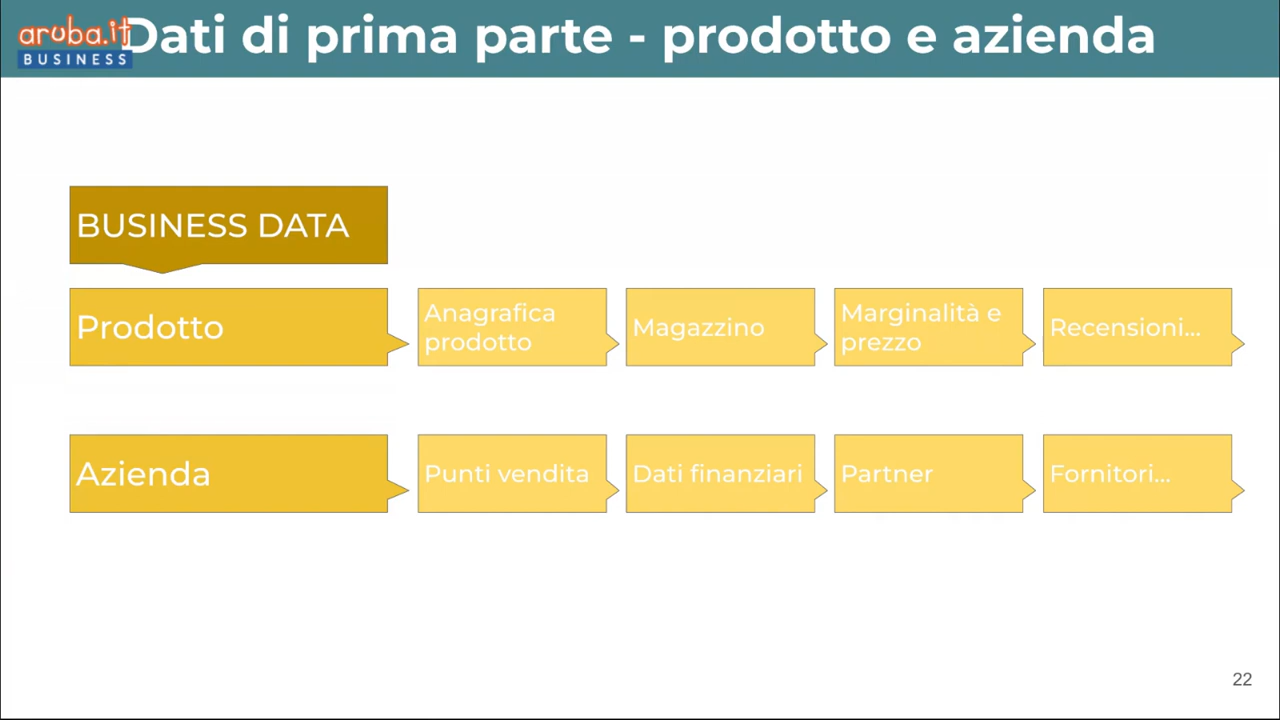 aruba.it
BUSINESS
Dati di prima parte - prodotto e azienda
BUSINESS DATA
Prodotto
Anagrafica
prodotto
Magazzino
Marginalità e
prezzo
Recensioni...
Azienda
Punti vendita
Dati finanziari
Partner
Fornitori...
22